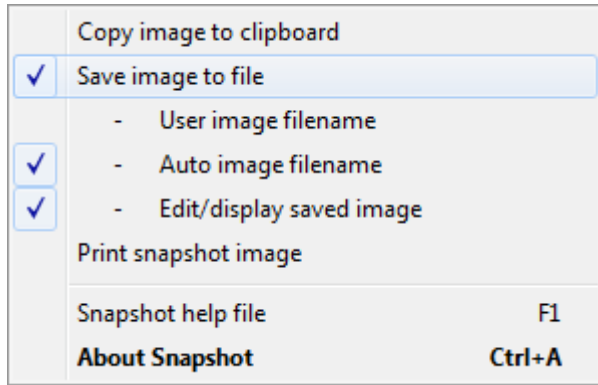 Copy image to clipboard
Save image to file
- User image filename
- Auto image filename
- Edit/display saved image
Print snapshot image
Snapshot help file F1
About Snapshot Ctrl+A